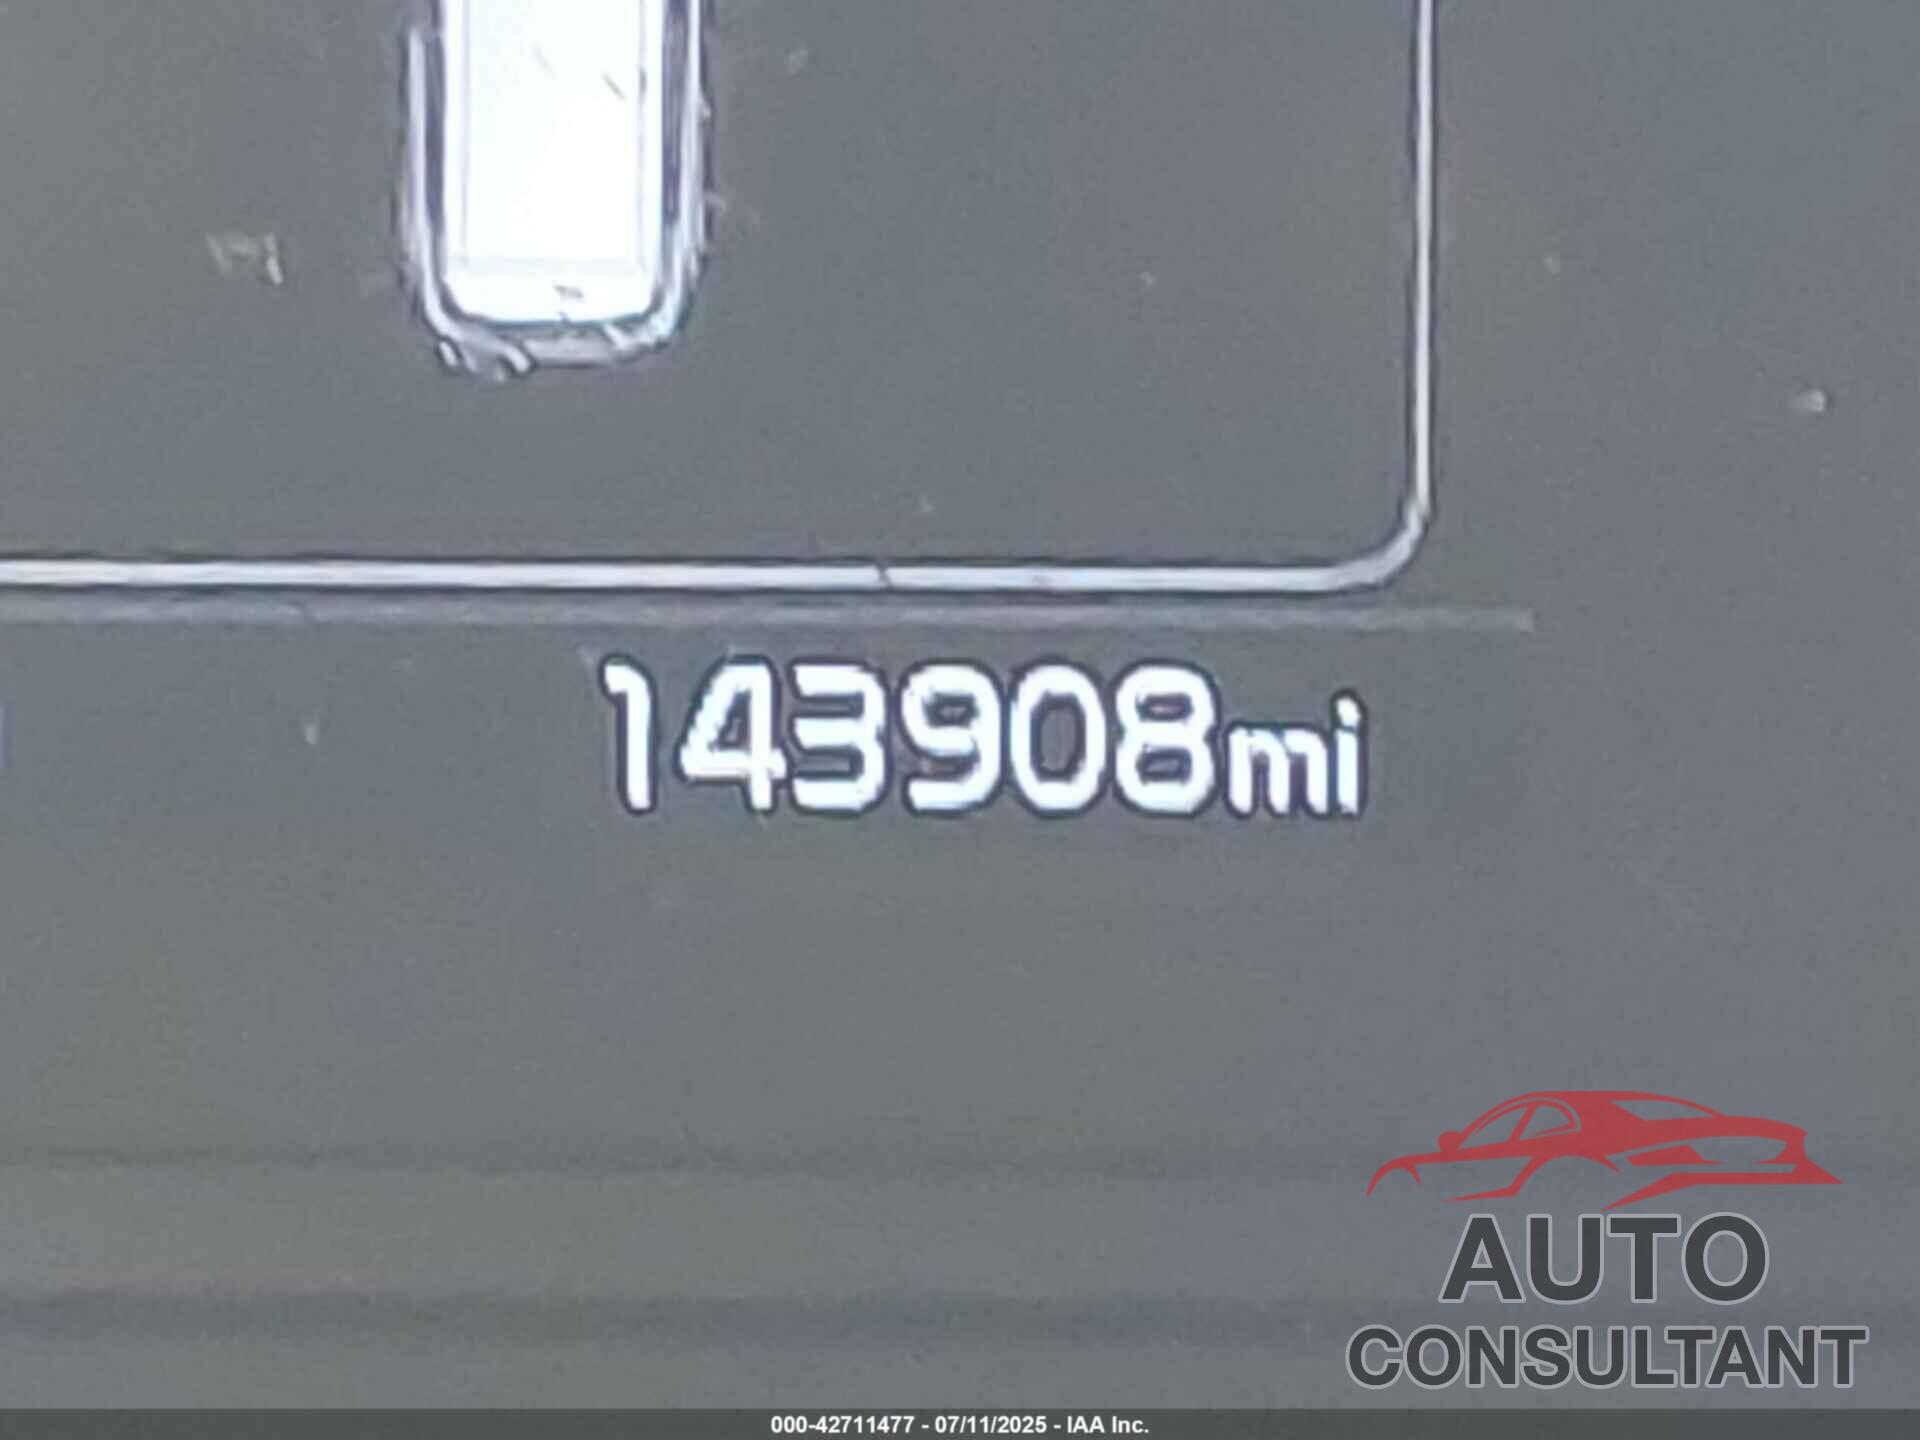 143908mi
AUTO
CONSULTANT
000-42711477 - 07/11/2025 - IAA Inc.